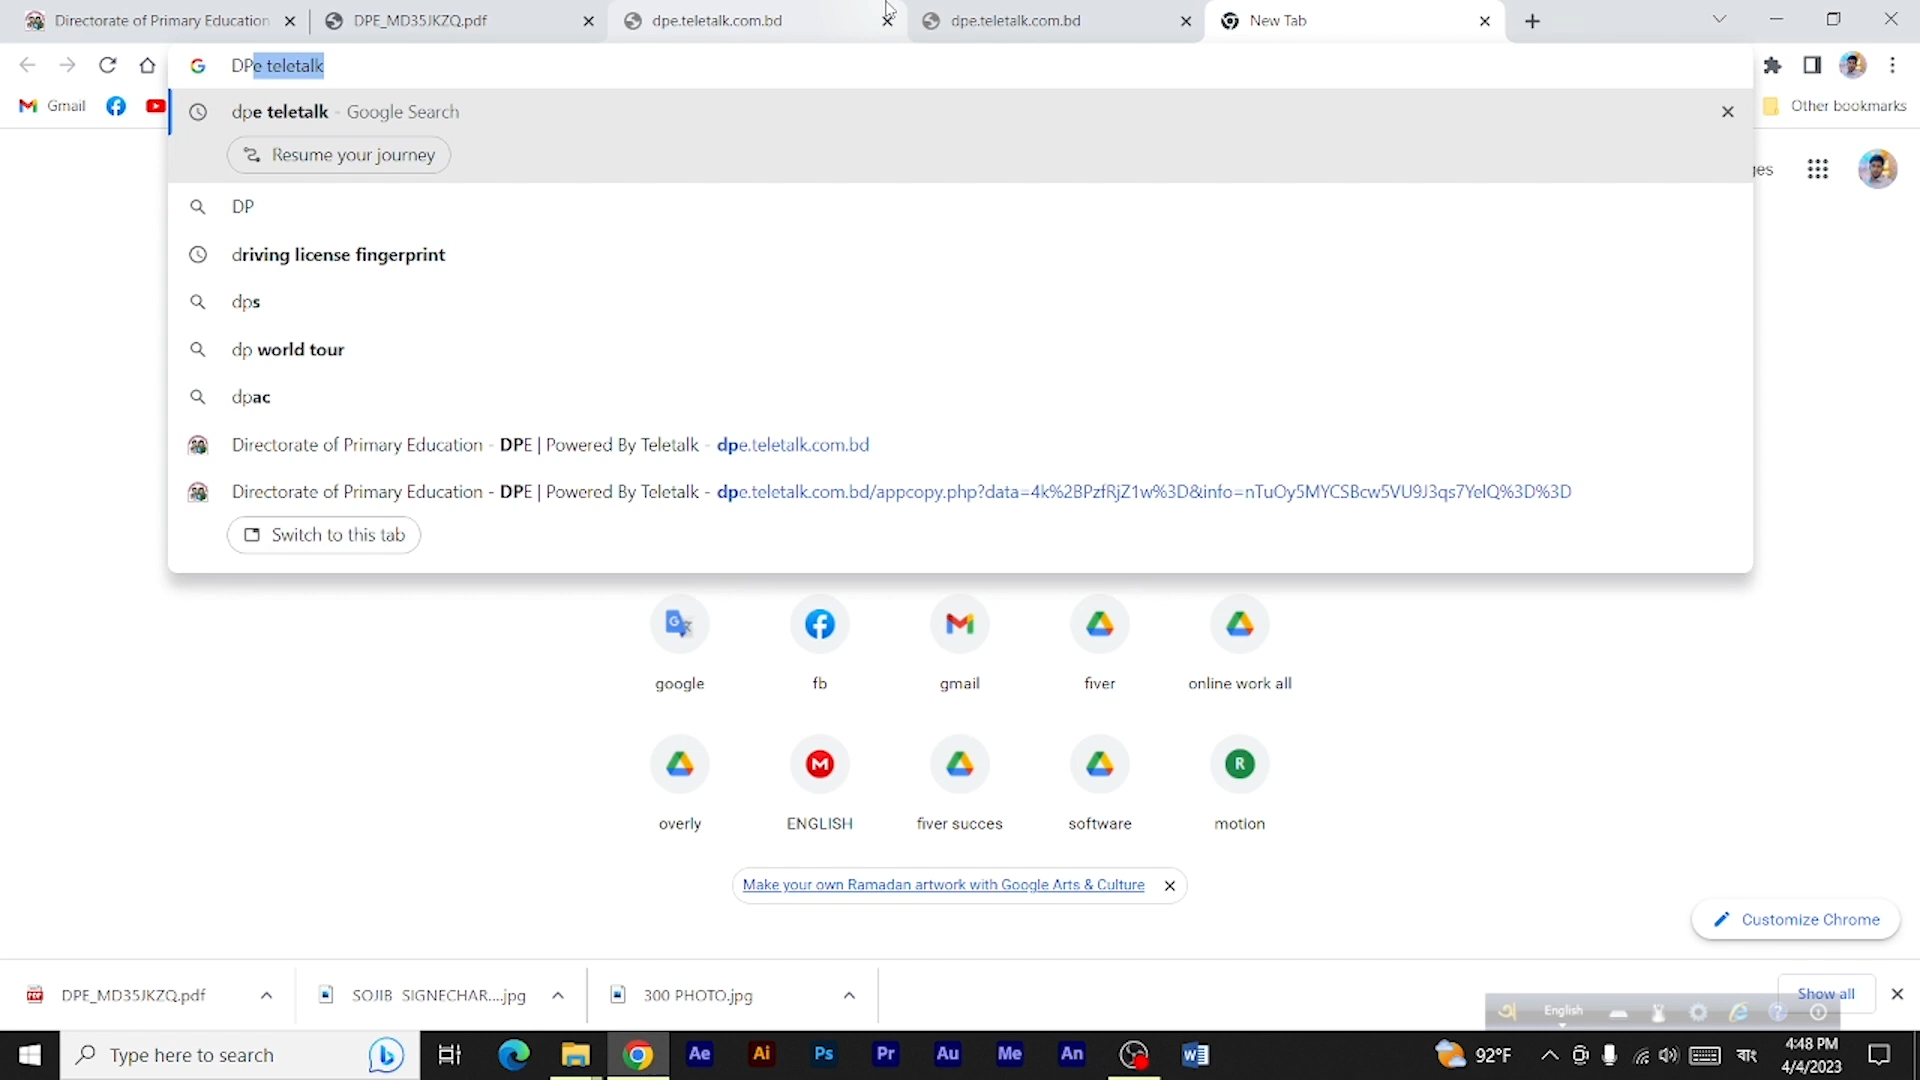 Directorate of Primary Education
DPE_MD35JKZQ.pdf
dpe.teletalk.com.bd
dpe.teletalk.com.bd
New Tab
DPe teletalk
Gmail
Other bookmarks
dpe teletalk - Google Search
Resume your journey
DP
driving license fingerprint
dps
dp world tour
dpac
Directorate of Primary Education - DPE | Powered By Teletalk - dpe.teletalk.com.bd
Directorate of Primary Education - DPE | Powered By Teletalk - dpe.teletalk.com.bd/appcopy.php?data=4k%2BPzfRjZ1w%3D&info=nTuOy5MYCSBcw5VU9J3qs7YelQ%3D%3D
Switch to this tab
google
fb
gmail
fiver
online work all
M
R
overly
ENGLISH
fiver succes
software
motion
Make your own Ramadan artwork with Google Arts & Culture
Customize Chrome
DPE_MD35JKZQ.pdf
SOJIB SIGNECHAR....jpg
300 PHOTO.jpg
Show all
English
Type here to search
Ae
Ai
Ps
Pr
Au
Me
An
92°F
বাং
4:48 PM
4/4/2023